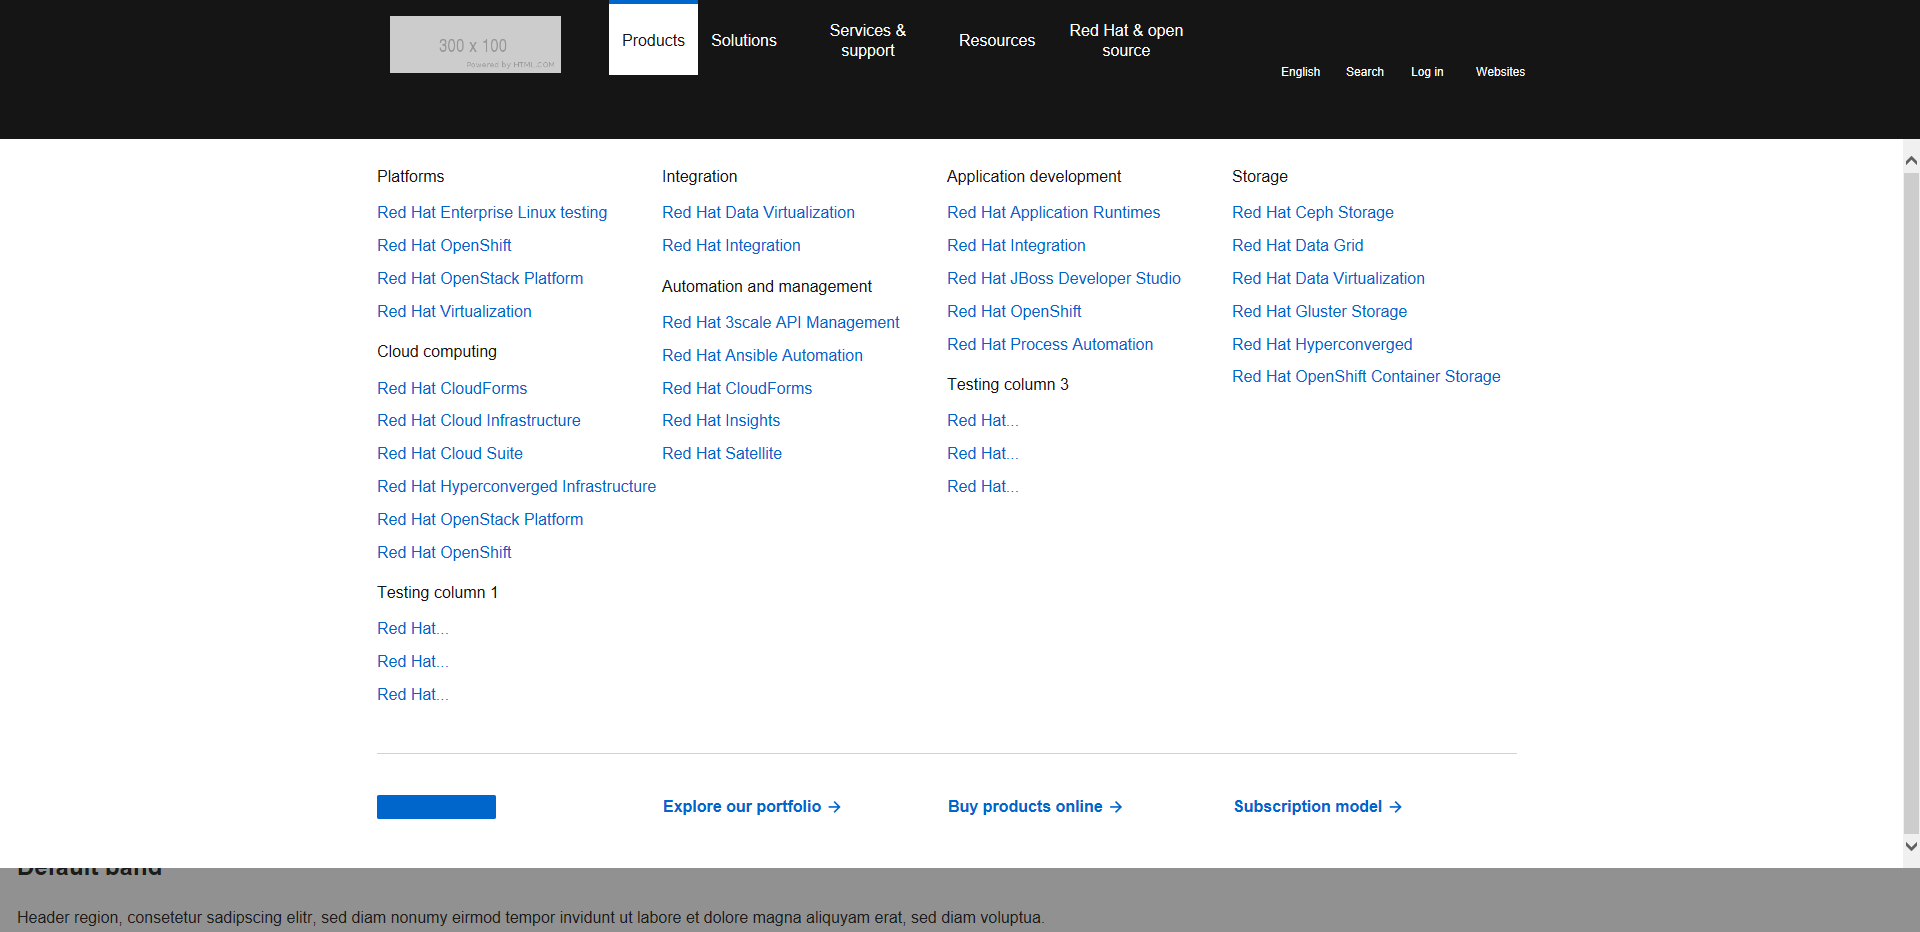 300 x 100
Powered by HTML.COM
Products
Solutions
Services &
support
Resources
Red Hat & open
source
English
Search
Log in
Websites
Platforms
Red Hat Enterprise Linux testing
Red Hat OpenShift
Red Hat OpenStack Platform
Red Hat Virtualization
Cloud computing
Red Hat CloudForms
Red Hat Cloud Infrastructure
Red Hat Cloud Suite
Red Hat Hyperconverged Infrastructure
Red Hat OpenStack Platform
Red Hat OpenShift
Testing column 1
Red Hat...
Red Hat...
Red Hat...
Integration
Red Hat Data Virtualization
Red Hat Integration
Automation and management
Red Hat 3scale API Management
Red Hat Ansible Automation
Red Hat CloudForms
Red Hat Insights
Red Hat Satellite
Application development
Red Hat Application Runtimes
Red Hat Integration
Red Hat JBoss Developer Studio
Red Hat OpenShift
Red Hat Process Automation
Testing column 3
Red Hat...
Red Hat...
Red Hat...
Storage
Red Hat Ceph Storage
Red Hat Data Grid
Red Hat Data Virtualization
Red Hat Gluster Storage
Red Hat Hyperconverged
Red Hat OpenShift Container Storage
Explore our portfolio →
Buy products online →
Subscription model →
Default band
Header region, consetetur sadipscing elitr, sed diam nonumy eirmod tempor invidunt ut labore et dolore magna aliquyam erat, sed diam voluptua.